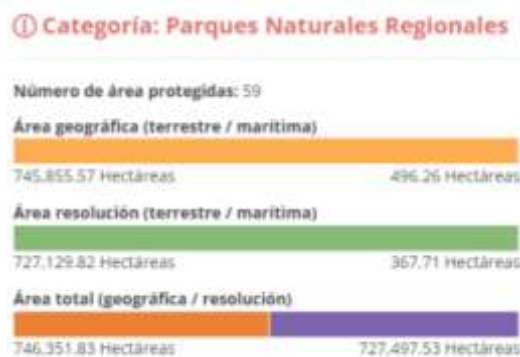 ⓘ Categoría: Parques Naturales Regionales
Número de área protegidas: 59
Área geográfica (terrestre / marítima)
745,855.57 Hectáreas 496.26 Hectáreas
Área resolución (terrestre / marítima)
727,129.82 Hectáreas 367.71 Hectáreas
Área total (geográfica / resolución)
746,351.83 Hectáreas 727,497.53 Hectáreas